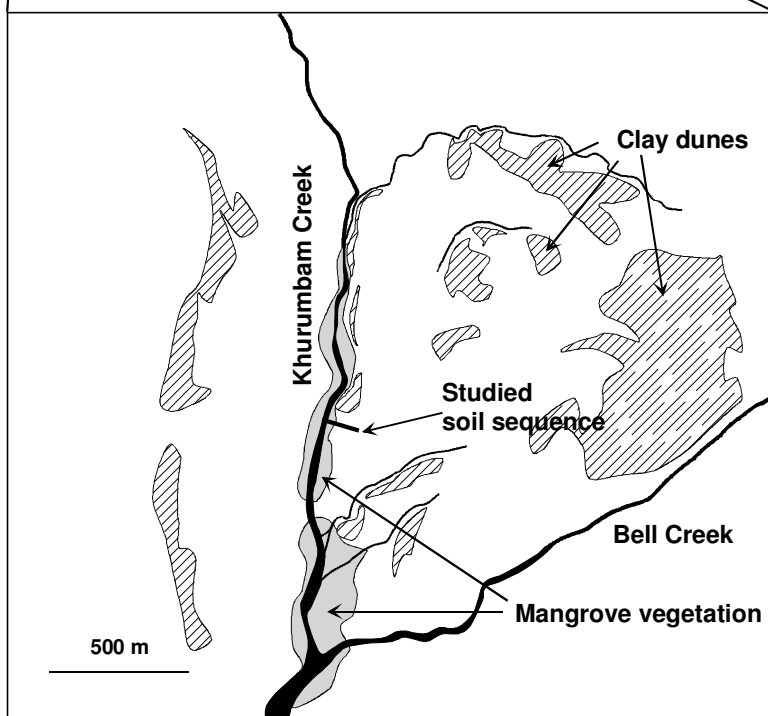 Clay dunes
Khurumbam Creek
Studied
soil sequence
Bell Creek
Mangrove vegetation
500 m